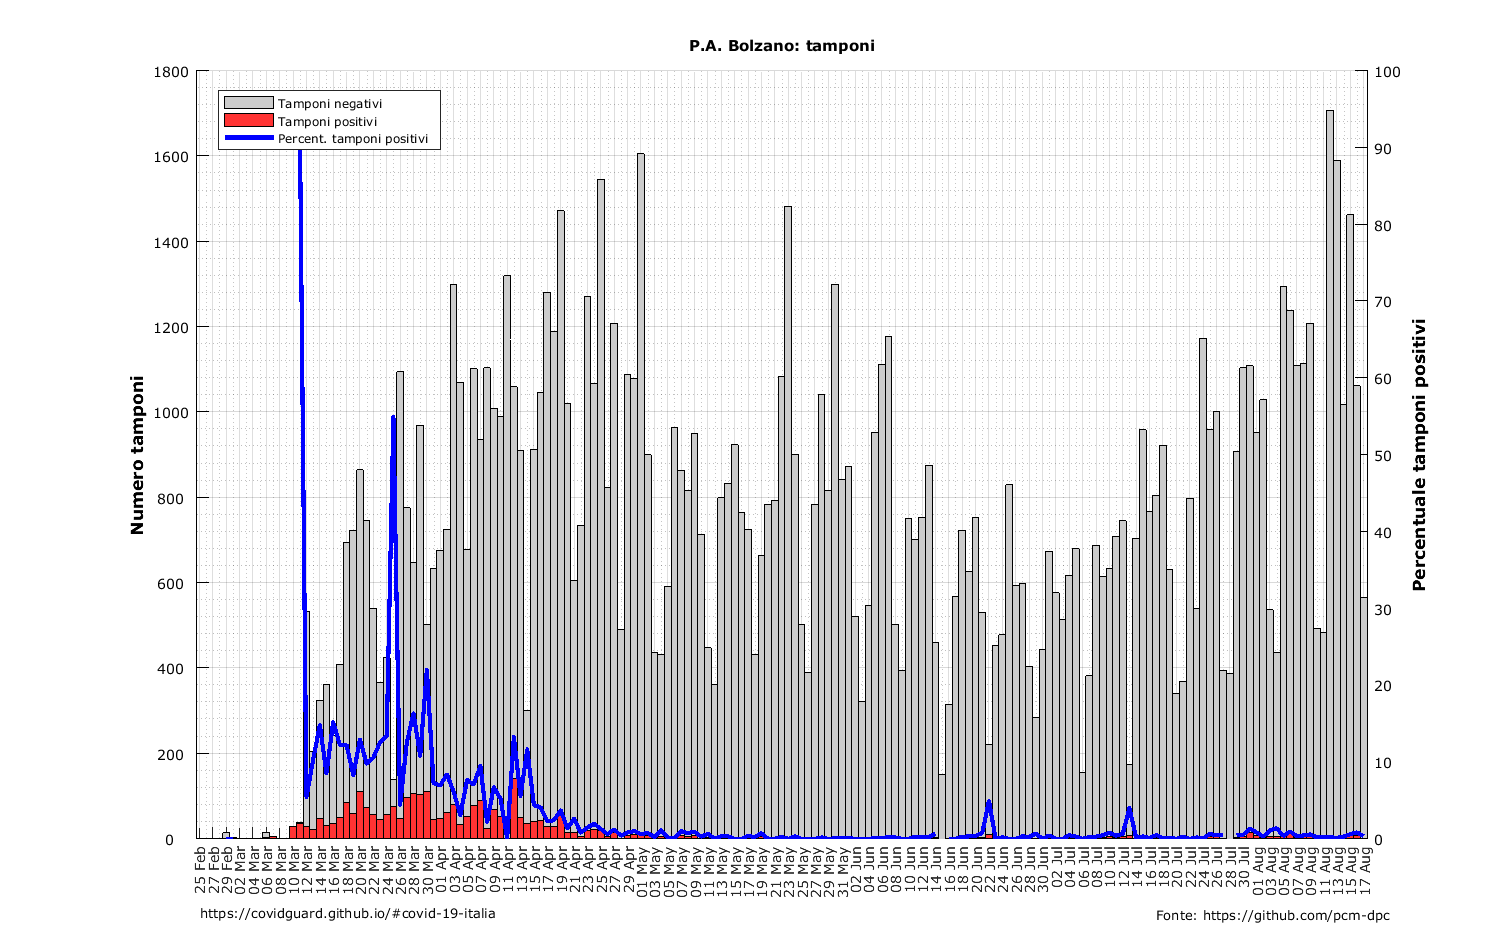 P.A. Bolzano: tamponi
Tamponi negativi
Tamponi positivi
Percent. tamponi positivi
Numero tamponi
1800
1600
1400
1200
1000
800
600
400
200
0
100
90
80
70
60
50
40
30
20
10
0
Percentuale tamponi positivi
25 Feb
27 Feb
29 Feb
02 Mar
04 Mar
06 Mar
08 Mar
10 Mar
12 Mar
14 Mar
16 Mar
18 Mar
20 Mar
22 Mar
24 Mar
26 Mar
28 Mar
30 Mar
01 Apr
03 Apr
05 Apr
07 Apr
09 Apr
11 Apr
13 Apr
15 Apr
17 Apr
19 Apr
21 Apr
23 Apr
25 Apr
27 Apr
29 Apr
01 May
03 May
05 May
07 May
09 May
11 May
13 May
15 May
17 May
19 May
21 May
23 May
25 May
27 May
29 May
31 May
02 Jun
04 Jun
06 Jun
08 Jun
10 Jun
12 Jun
14 Jun
16 Jun
18 Jun
20 Jun
22 Jun
24 Jun
26 Jun
28 Jun
30 Jun
02 Jul
04 Jul
06 Jul
08 Jul
10 Jul
12 Jul
14 Jul
16 Jul
18 Jul
20 Jul
22 Jul
24 Jul
26 Jul
28 Jul
30 Jul
01 Aug
03 Aug
05 Aug
07 Aug
09 Aug
11 Aug
13 Aug
15 Aug
17 Aug
https://covidguard.github.io/#covid-19-italia
Fonte: https://github.com/pcm-dpc